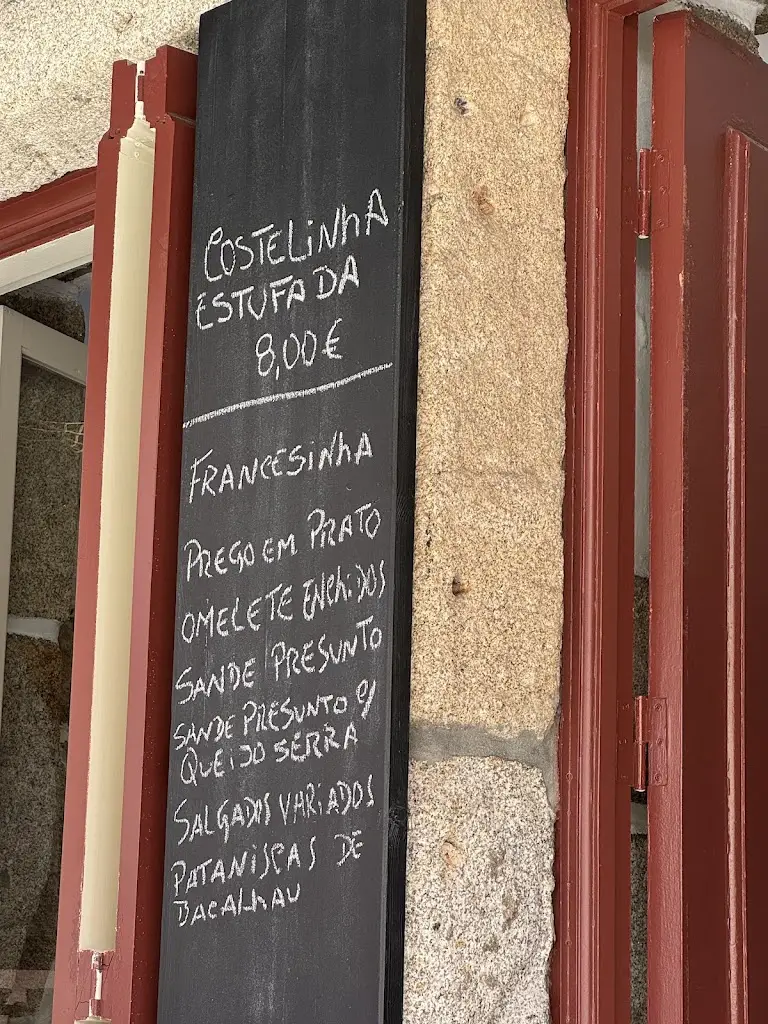 COSTELINHA
ESTUFADA
8,00€
FRANCESINHA
PREGO EM PRATO
OMELETE ENCHIDOS
SANDE PRESUNTO
SANDE PRESUNTO C/
QUEIJO SERRA
SALGADOS VARIADOS
PATANISCAS DE
BACALHAU